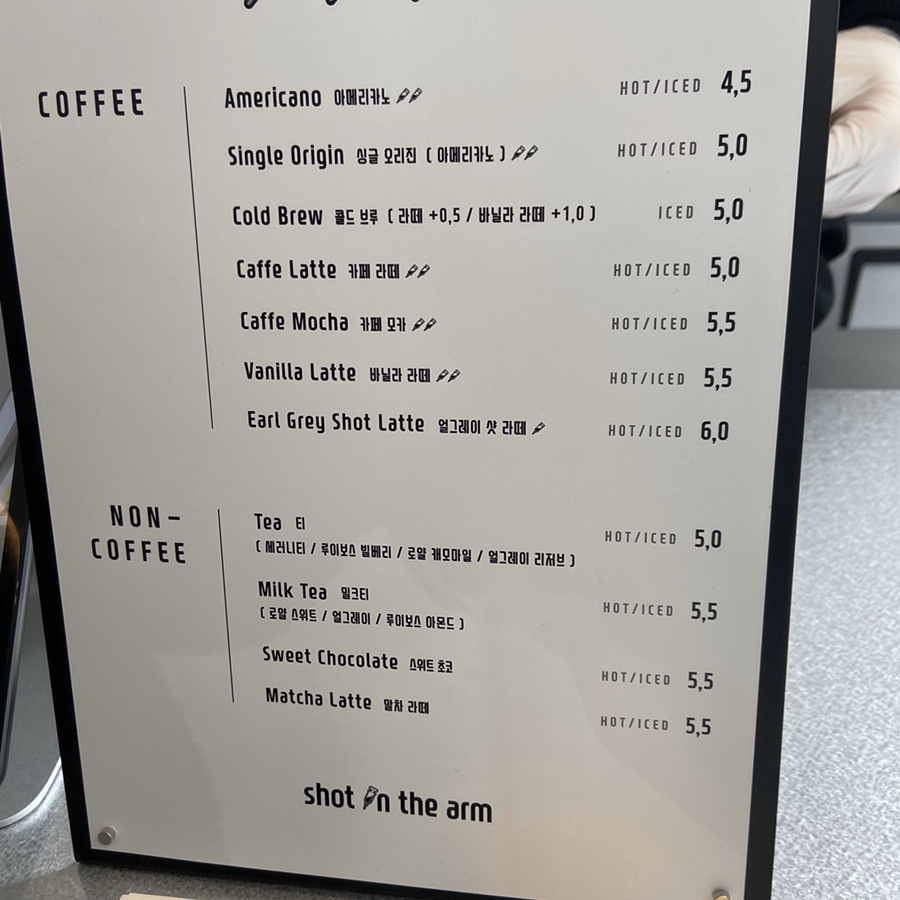 COFFEE
Americano 아메리카노 HOT/ICED 4,5
Single Origin 싱글 오리진 ( 아메리카노 ) HOT/ICED 5,0
Cold Brew 콜드 브루 ( 라떼 +0,5 / 바닐라 라떼 +1,0 ) ICED 5,0
Caffe Latte 카페 라떼 HOT/ICED 5,0
Caffe Mocha 카페 모카 HOT/ICED 5,5
Vanilla Latte 바닐라 라떼 HOT/ICED 5,5
Earl Grey Shot Latte 얼그레이 샷 라떼 HOT/ICED 6,0
NON-
COFFEE
Tea 티 HOT/ICED 5,0
( 세러니티 / 루이보스 빌베리 / 로얄 캐모마일 / 얼그레이 리저브 )
Milk Tea 밀크티 HOT/ICED 5,5
( 로얄 스위트 / 얼그레이 / 루이보스 아몬드 )
Sweet Chocolate 스위트 초코 HOT/ICED 5,5
Matcha Latte 말차 라떼 HOT/ICED 5,5
shot in the arm